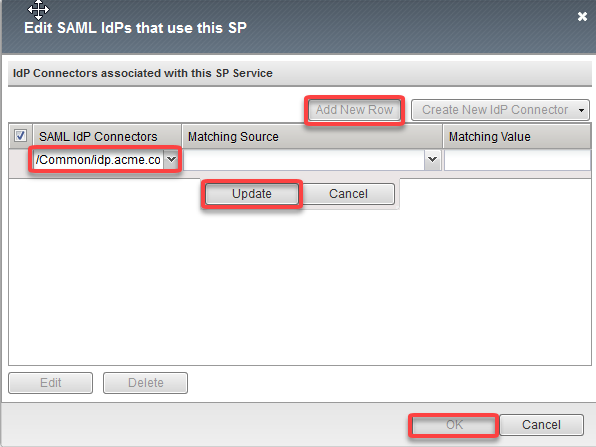 Edit SAML IdPs that use this SP
IdP Connectors associated with this SP Service
Add New Row Create New IdP Connector
SAML IdP Connectors Matching Source Matching Value
/Common/idp.acme.co
Update Cancel
Edit Delete
OK Cancel